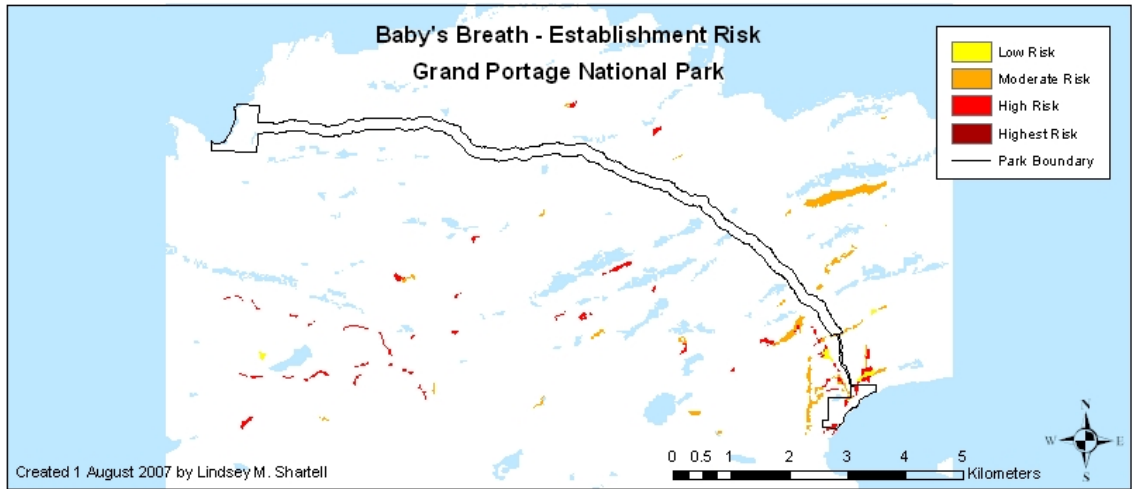 Baby's Breath - Establishment Risk
Grand Portage National Park
Low Risk
Moderate Risk
High Risk
Highest Risk
Park Boundary
Created 1 August 2007 by Lindsey M. Shartell
0 0.5 1 2 3 4 5
Kilometers
N
W E
S